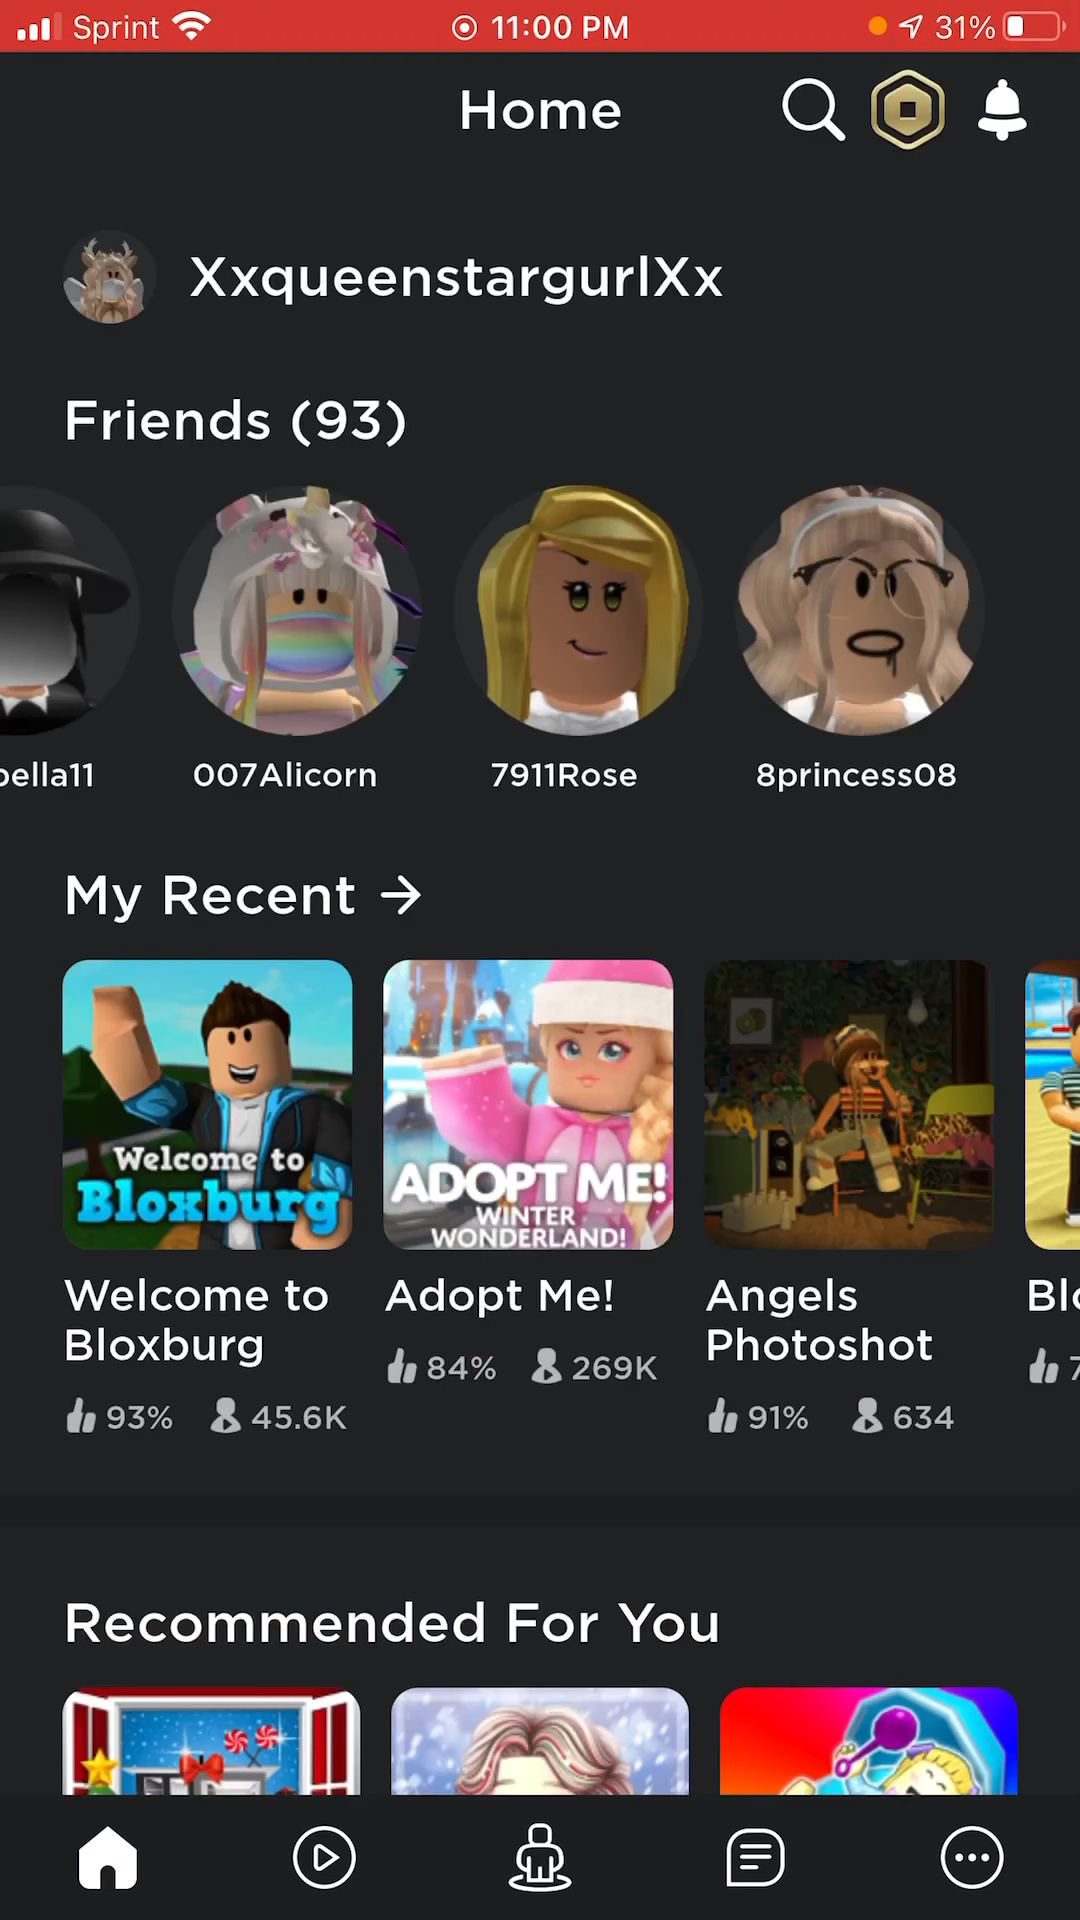 Sprint 11:00 PM 31%
Home
XxqueenstargurlXx
Friends (93)
bella11 007Alicorn 7911Rose 8princess08
My Recent →
Welcome to
Bloxburg
ADOPT ME!
WINTER
WONDERLAND!
Welcome to
Bloxburg
93% 45.6K
Adopt Me!
84% 269K
Angels
Photoshot
91% 634
Recommended For You